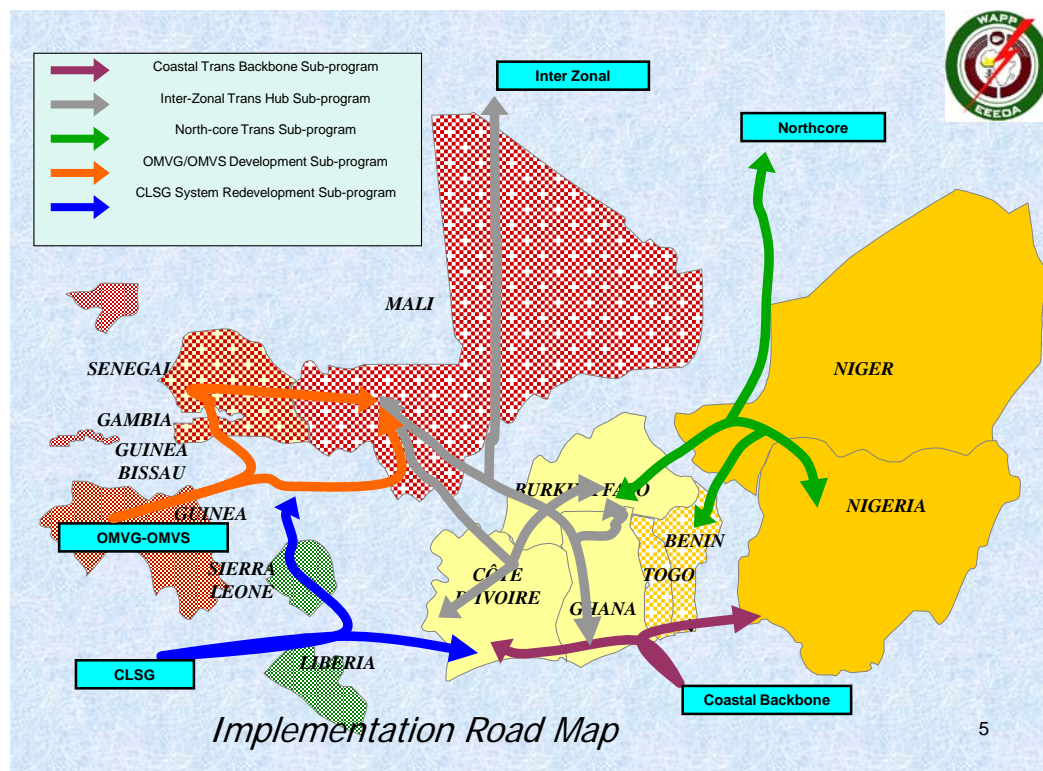 Coastal Trans Backbone Sub-program
Inter-Zonal Trans Hub Sub-program
North-core Trans Sub-program
OMVG/OMVS Development Sub-program
CLSG System Redevelopment Sub-program
Inter Zonal
WAPP
EEEOA
Northcore
MALI
SENEGAL
NIGER
GAMBIA
GUINEA
BISSAU
BURKINA FASO
NIGERIA
GUINEA
OMVG-OMVS
BENIN
SIERRA
LEONE
CÔTE
D'IVOIRE
TOGO
GHANA
LIBERIA
CLSG
Coastal Backbone
Implementation Road Map
5